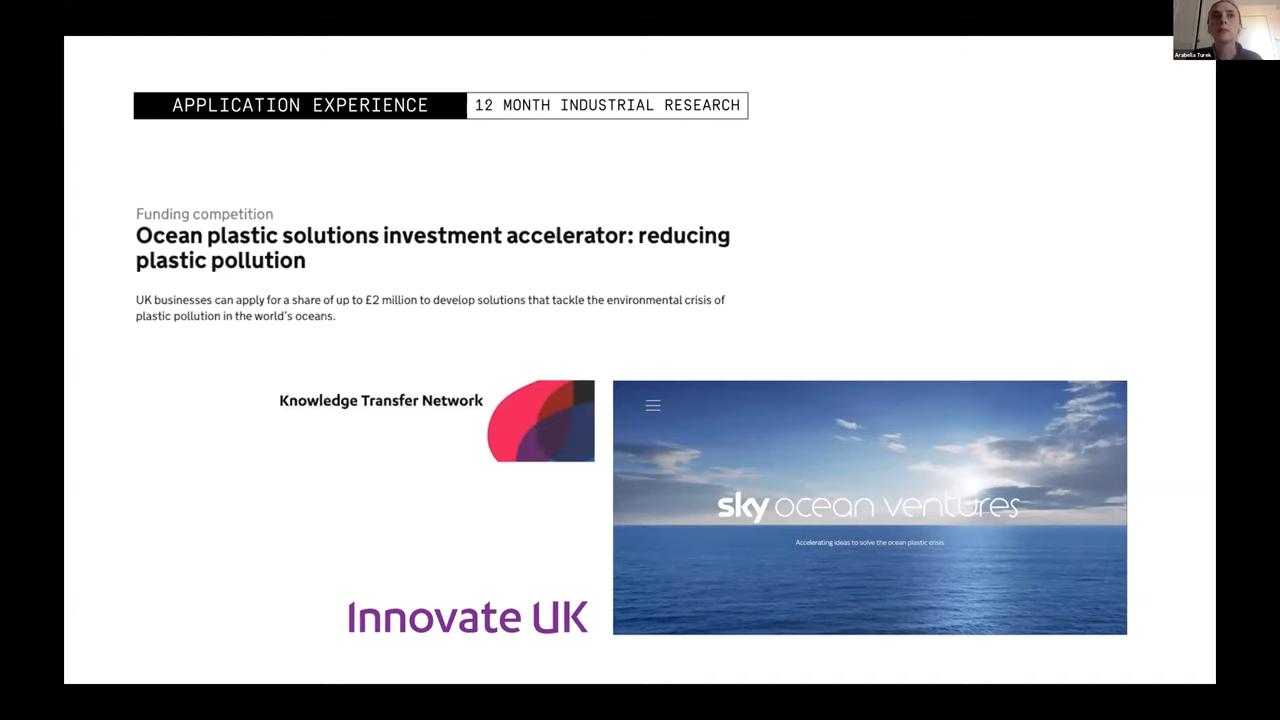 APPLICATION EXPERIENCE
12 MONTH INDUSTRIAL RESEARCH
Arabella Turek
Funding competition
Ocean plastic solutions investment accelerator: reducing
plastic pollution
UK businesses can apply for a share of up to £2 million to develop solutions that tackle the environmental crisis of
plastic pollution in the world's oceans.
Knowledge Transfer Network
sky ocean ventures
Accelerating ideas to solve the ocean plastic crisis
Innovate UK